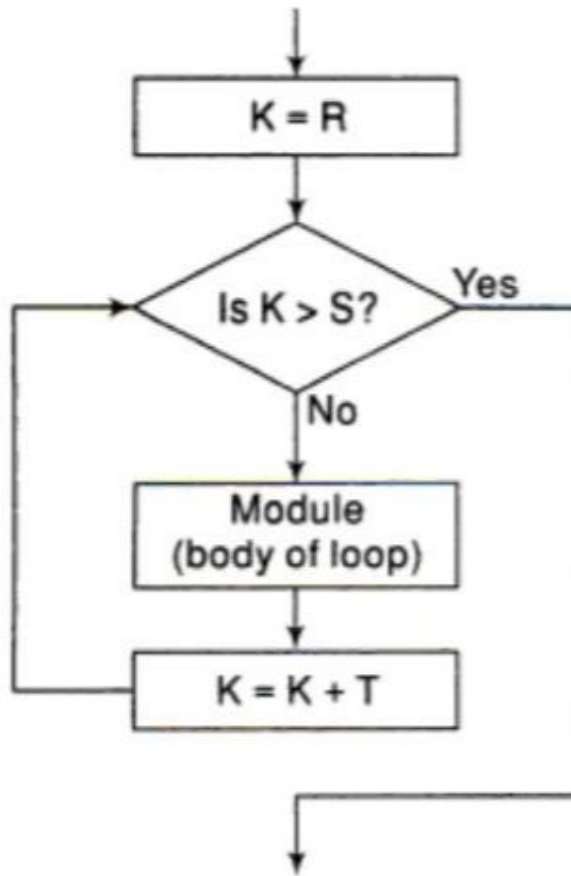 K = R
Is K > S?
Yes
No
Module
(body of loop)
K = K + T